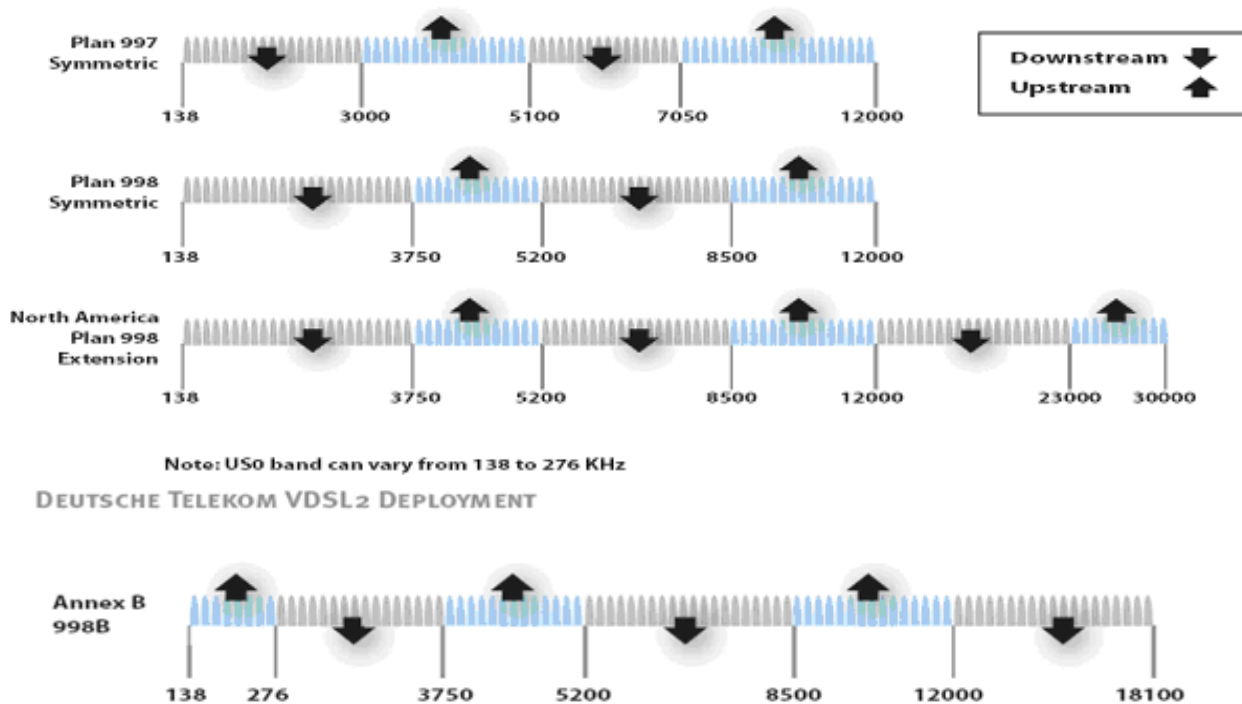 Plan 997
Symmetric
138 3000 5100 7050 12000
Downstream
Upstream
Plan 998
Symmetric
138 3750 5200 8500 12000
North America
Plan 998
Extension
138 3750 5200 8500 12000 23000 30000
Note: US0 band can vary from 138 to 276 KHz
Deutsche Telekom VDSL2 Deployment
Annex B
998B
138 276 3750 5200 8500 12000 18100